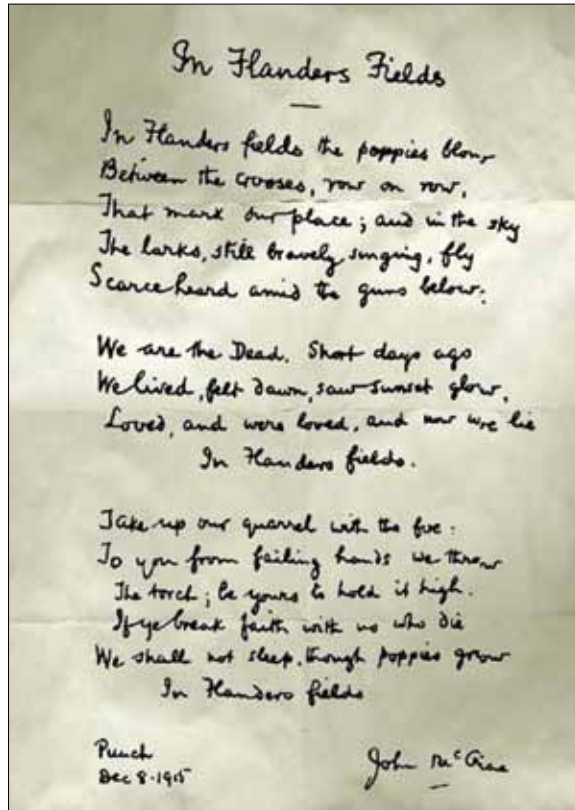 In Flanders Fields
In Flanders fields the poppies blow
Between the crosses, row on row,
That mark our place; and in the sky
The larks, still bravely singing, fly
Scarce heard amid the guns below.
We are the Dead. Short days ago
We lived, felt dawn, saw sunset glow,
Loved, and were loved, and now we lie
In Flanders fields.
Take up our quarrel with the foe:
To you from failing hands we throw
The torch; be yours to hold it high.
If ye break faith with us who die
We shall not sleep, though poppies grow
In Flanders fields
Punch
Dec 8·1915
John McCrae